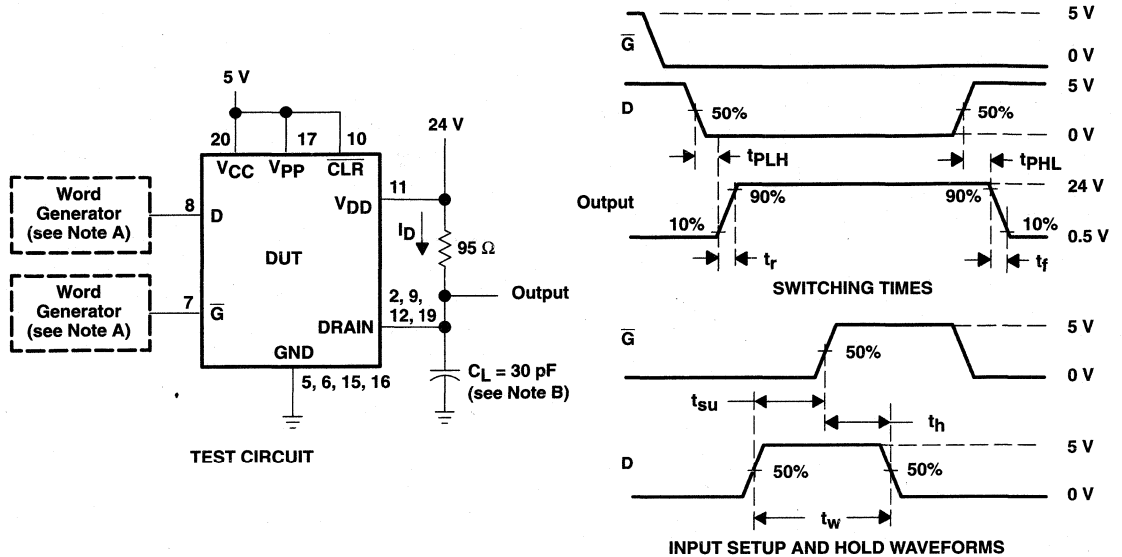 5 V
20
17
10
VCC
VPP
CLR
24 V
Word
Generator
(see Note A)
8
D
11
VDD
ID
95 Ω
DUT
Word
Generator
(see Note A)
7
G
2, 9,
12, 19
Output
DRAIN
GND
5, 6, 15, 16
CL = 30 pF
(see Note B)
TEST CIRCUIT
G
5 V
0 V
D
50%
50%
5 V
0 V
tPLH
tPHL
Output
10%
90%
90%
10%
24 V
0.5 V
tr
tf
SWITCHING TIMES
G
50%
5 V
0 V
tsu
th
D
50%
50%
5 V
0 V
tw
INPUT SETUP AND HOLD WAVEFORMS